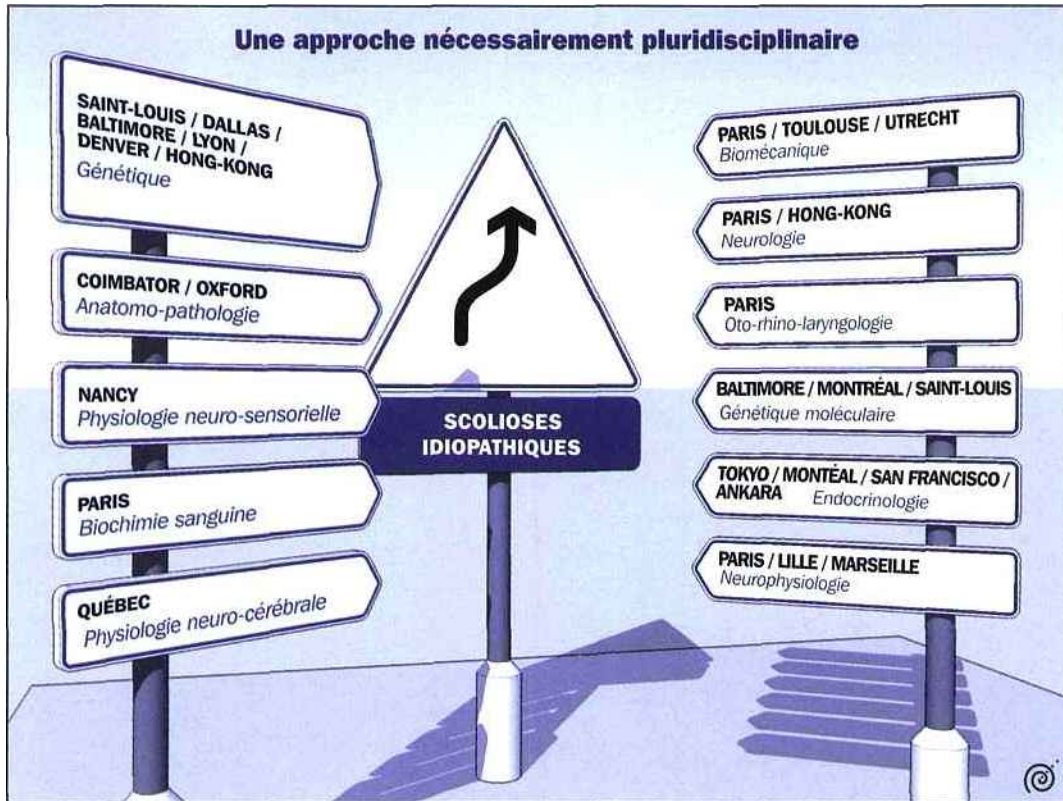 Une approche nécessairement pluridisciplinaire
SAINT-LOUIS / DALLAS /
BALTIMORE / LYON /
DENVER / HONG-KONG
Génétique
COIMBATOR / OXFORD
Anatomo-pathologie
NANCY
Physiologie neuro-sensorielle
PARIS
Biochimie sanguine
QUÉBEC
Physiologie neuro-cérébrale
SCOLIOSES
IDIOPATHIQUES
PARIS / TOULOUSE / UTRECHT
Biomécanique
PARIS / HONG-KONG
Neurologie
PARIS
Oto-rhino-laryngologie
BALTIMORE / MONTRÉAL / SAINT-LOUIS
Génétique moléculaire
TOKYO / MONTÉAL / SAN FRANCISCO /
ANKARA Endocrinologie
PARIS / LILLE / MARSEILLE
Neurophysiologie